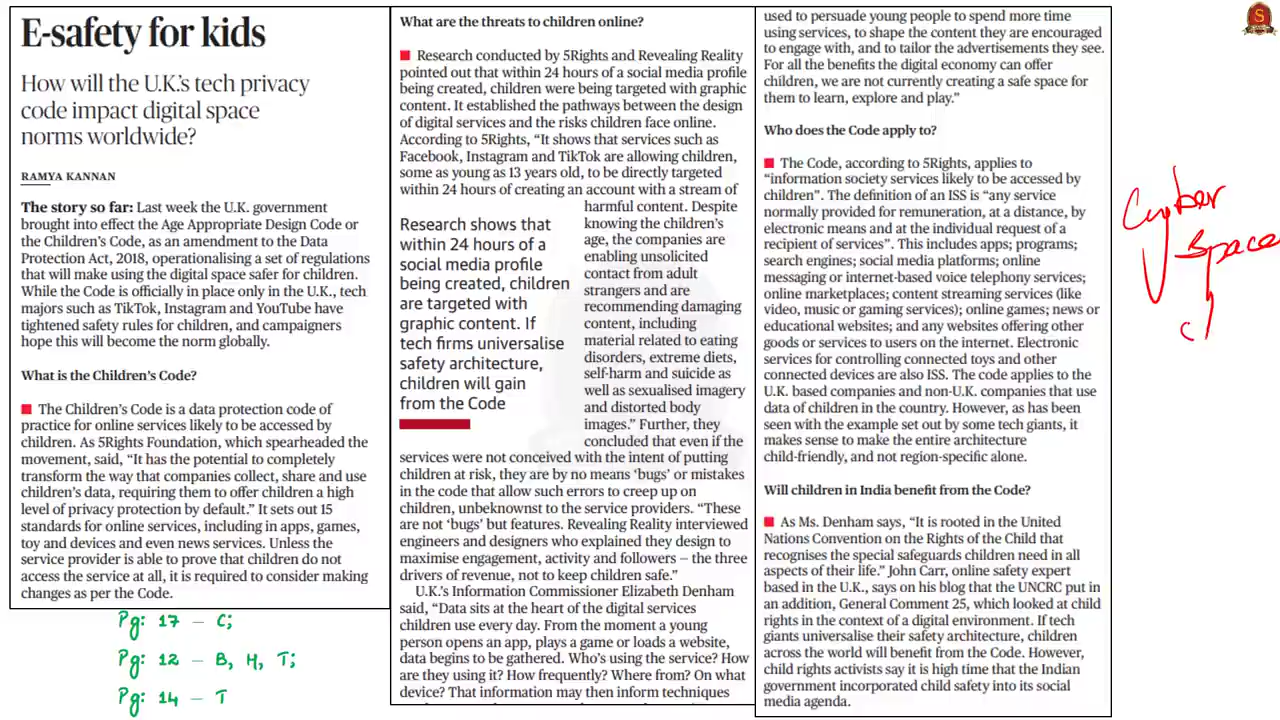 E-safety for kids
How will the U.K.'s tech privacy
code impact digital space
norms worldwide?
RAMYA KANNAN
The story so far: Last week the U.K. government
brought into effect the Age Appropriate Design Code or
the Children's Code, as an amendment to the Data
Protection Act, 2018, operationalising a set of regulations
that will make using the digital space safer for children.
While the Code is officially in place only in the U.K., tech
majors such as TikTok, Instagram and YouTube have
tightened safety rules for children, and campaigners
hope this will become the norm globally.
What is the Children's Code?
■ The Children's Code is a data protection code of
practice for online services likely to be accessed by
children. As 5Rights Foundation, which spearheaded the
movement, said, “It has the potential to completely
transform the way that companies collect, share and use
children's data, requiring them to offer children a high
level of privacy protection by default.” It sets out 15
standards for online services, including in apps, games,
toy and devices and even news services. Unless the
service provider is able to prove that children do not
access the service at all, it is required to consider making
changes as per the Code.
Pg: 17 – C;
Pg: 12 – B, H, T;
Pg: 14 – T
What are the threats to children online?
■ Research conducted by 5Rights and Revealing Reality
pointed out that within 24 hours of a social media profile
being created, children were being targeted with graphic
content. It established the pathways between the design
of digital services and the risks children face online.
According to 5Rights, “It shows that services such as
Facebook, Instagram and TikTok are allowing children,
some as young as 13 years old, to be directly targeted
within 24 hours of creating an account with a stream of
harmful content. Despite
knowing the children's
age, the companies are
enabling unsolicited
contact from adult
strangers and are
recommending damaging
content, including
material related to eating
disorders, extreme diets,
self-harm and suicide as
well as sexualised imagery
and distorted body
images.” Further, they
concluded that even if the
Research shows that
within 24 hours of a
social media profile
being created, children
are targeted with
graphic content. If
tech firms universalise
safety architecture,
children will gain
from the Code
services were not conceived with the intent of putting
children at risk, they are by no means ‘bugs’ or mistakes
in the code that allow such errors to creep up on
children, unbeknownst to the service providers. “These
are not ‘bugs’ but features. Revealing Reality interviewed
engineers and designers who explained they design to
maximise engagement, activity and followers – the three
drivers of revenue, not to keep children safe.”
U.K.'s Information Commissioner Elizabeth Denham
said, “Data sits at the heart of the digital services
children use every day. From the moment a young
person opens an app, plays a game or loads a website,
data begins to be gathered. Who's using the service? How
are they using it? How frequently? Where from? On what
device? That information may then inform techniques
used to persuade young people to spend more time
using services, to shape the content they are encouraged
to engage with, and to tailor the advertisements they see.
For all the benefits the digital economy can offer
children, we are not currently creating a safe space for
them to learn, explore and play.”
Who does the Code apply to?
■ The Code, according to 5Rights, applies to
“information society services likely to be accessed by
children”. The definition of an ISS is “any service
normally provided for remuneration, at a distance, by
electronic means and at the individual request of a
recipient of services”. This includes apps; programs;
search engines; social media platforms; online
messaging or internet-based voice telephony services;
online marketplaces; content streaming services (like
video, music or gaming services); online games; news or
educational websites; and any websites offering other
goods or services to users on the internet. Electronic
services for controlling connected toys and other
connected devices are also ISS. The code applies to the
U.K. based companies and non-U.K. companies that use
data of children in the country. However, as has been
seen with the example set out by some tech giants, it
makes sense to make the entire architecture
child-friendly, and not region-specific alone.
Will children in India benefit from the Code?
■ As Ms. Denham says, “It is rooted in the United
Nations Convention on the Rights of the Child that
recognises the special safeguards children need in all
aspects of their life.” John Carr, online safety expert
based in the U.K., says on his blog that the UNCRC put in
an addition, General Comment 25, which looked at child
rights in the context of a digital environment. If tech
giants universalise their safety architecture, children
across the world will benefit from the Code. However,
child rights activists say it is high time that the Indian
government incorporated child safety into its social
media agenda.
Cyber
Space